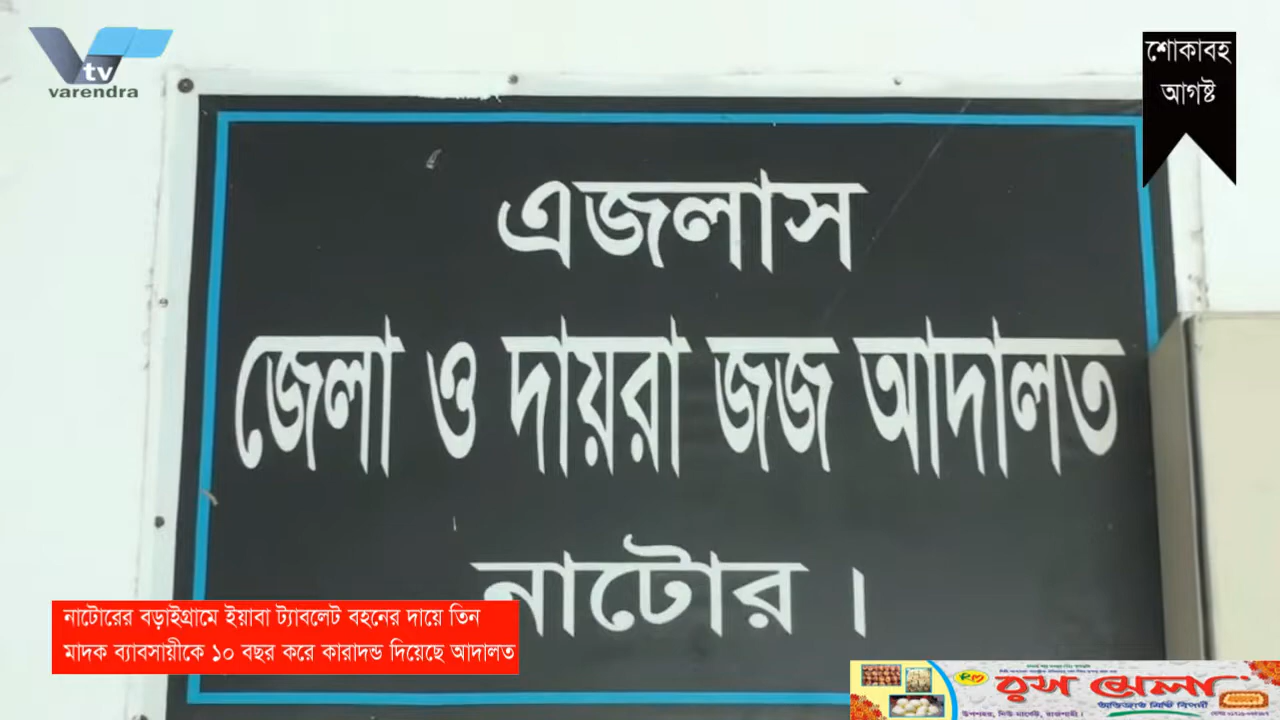 tv
varendra
শোকাবহ
আগষ্ট
এজলাস
জেলা ও দায়রা জজ আদালত
নাটোর ।
নাটোরের বড়াইগ্রামে ইয়াবা ট্যাবলেট বহনের দায়ে তিন
মাদক ব্যাবসায়ীকে ১০ বছর করে কারাদন্ড দিয়েছে আদালত
রস মেলা